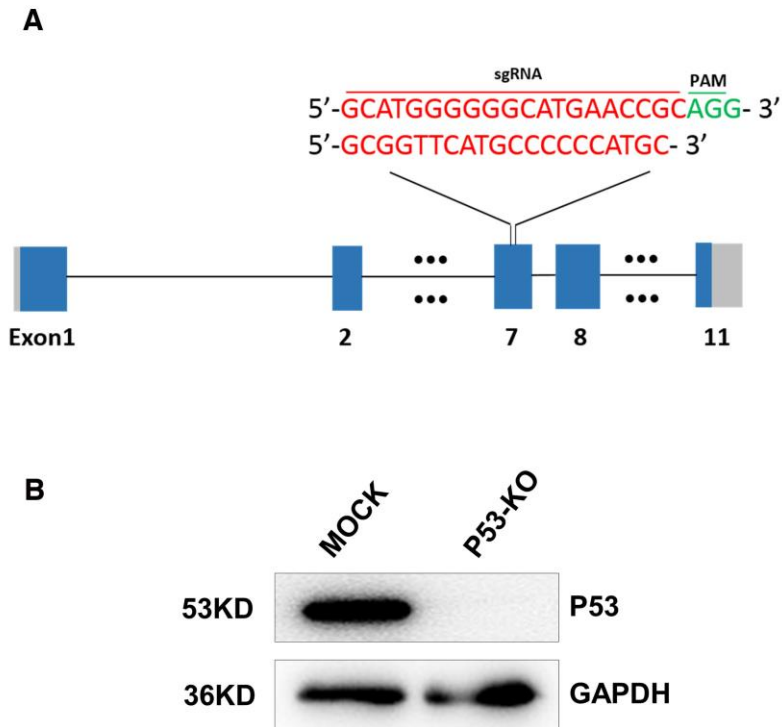 A
sgRNA PAM
5’-GCATGGGGGGCATGAACCGCAGG- 3’
5’-GCGGTTCATGCCCCCCATGC- 3’
••• •••
••• •••
Exon1 2 7 8 11
B
MOCK P53-KO
53KD P53
36KD GAPDH